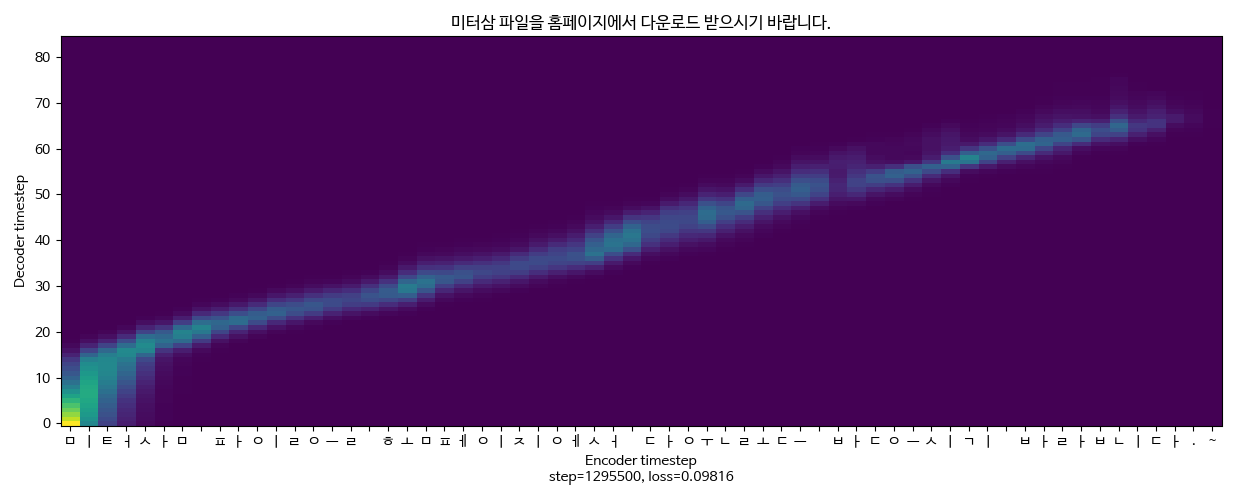 미터삼 파일을 홈페이지에서 다운로드 받으시기 바랍니다.
80
70
60
50
40
30
20
10
0
Decoder timestep
ㅁ ㅣ ㅌ ㅓ ㅅ ㅏ ㅁ ㅍ ㅏ ㅇ ㅣ ㄹ ㅇ ㅡ ㄹ ㅎ ㅗ ㅁ ㅍ ㅔ ㅇ ㅣ ㅈ ㅣ ㅇ ㅔ ㅅ ㅓ ㄷ ㅏ ㅇ ㅜ ㄴ ㄹ ㅗ ㄷ ㅡ ㅂ ㅏ ㄷ ㅇ ㅡ ㅅ ㅣ ㄱ ㅣ ㅂ ㅏ ㄹ ㅏ ㅂ ㄴ ㅣ ㄷ ㅏ . ~
Encoder timestep
step=1295500, loss=0.09816